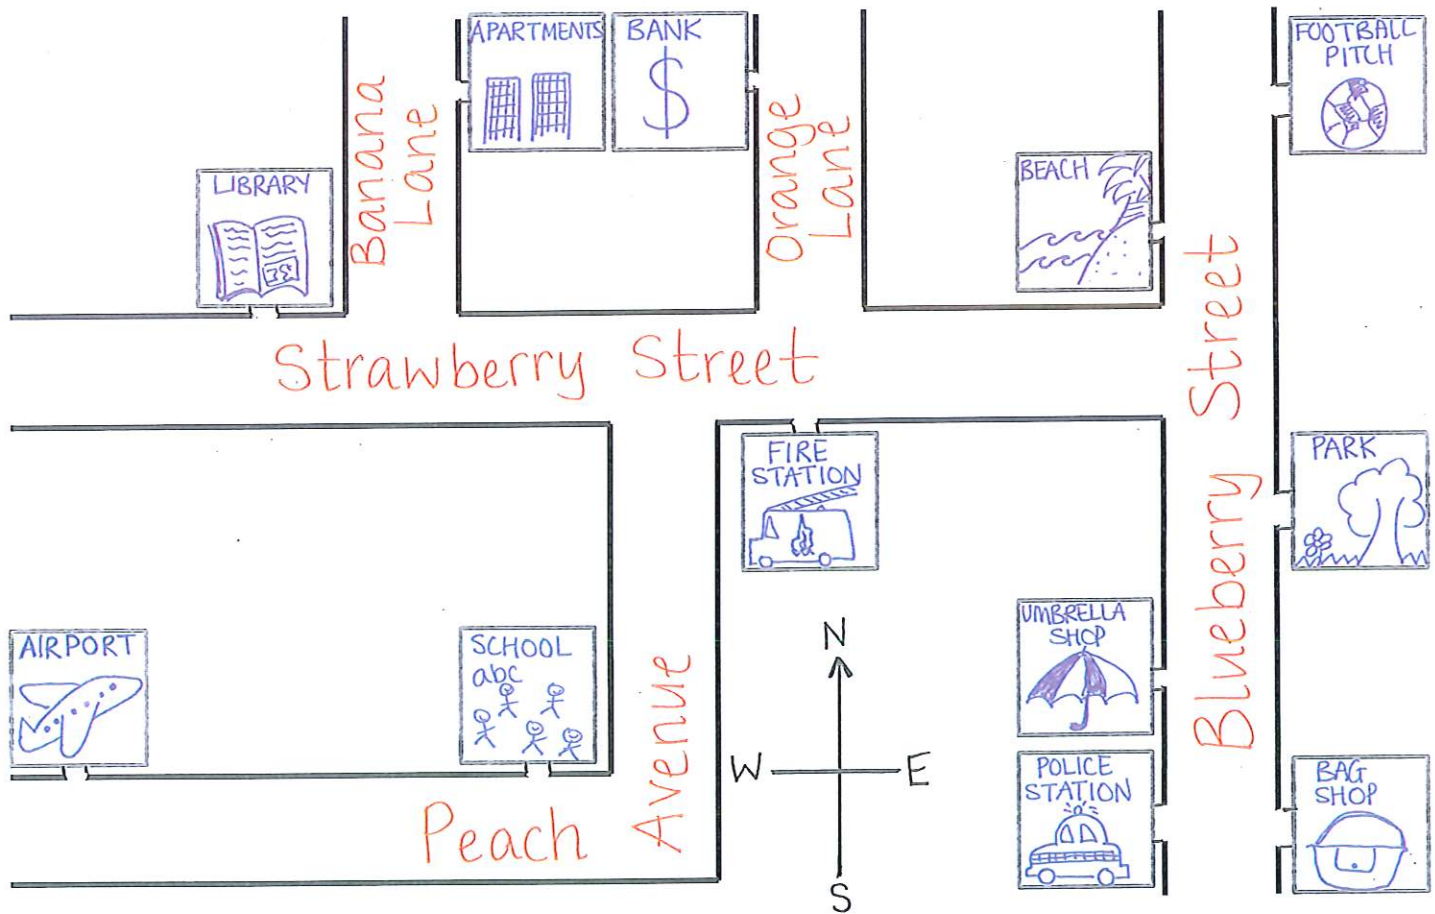 APARTMENTS
BANK
$
FOOTBALL
PITCH
Banana
Lane
Orange
Lane
LIBRARY
BEACH
Strawberry Street
Blueberry Street
FIRE
STATION
PARK
AIRPORT
SCHOOL
abc
UMBRELLA
SHOP
N
W
E
S
POLICE
STATION
BAG
SHOP
Peach Avenue